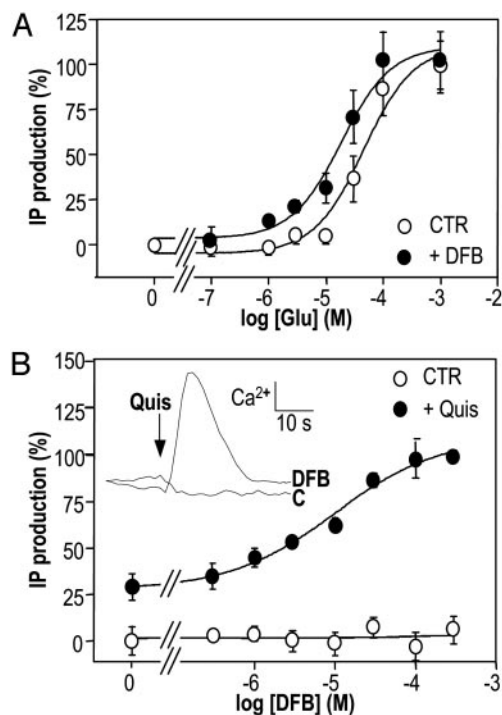 A
IP production (%)
125
100
75
50
25
0
CTR
+ DFB
0 -7 -6 -5 -4 -3 -2
log [Glu] (M)
B
IP production (%)
150
125
100
75
50
25
0
CTR
+ Quis
Quis
Ca2+
10 s
DFB
C
0 -6 -5 -4 -3
log [DFB] (M)